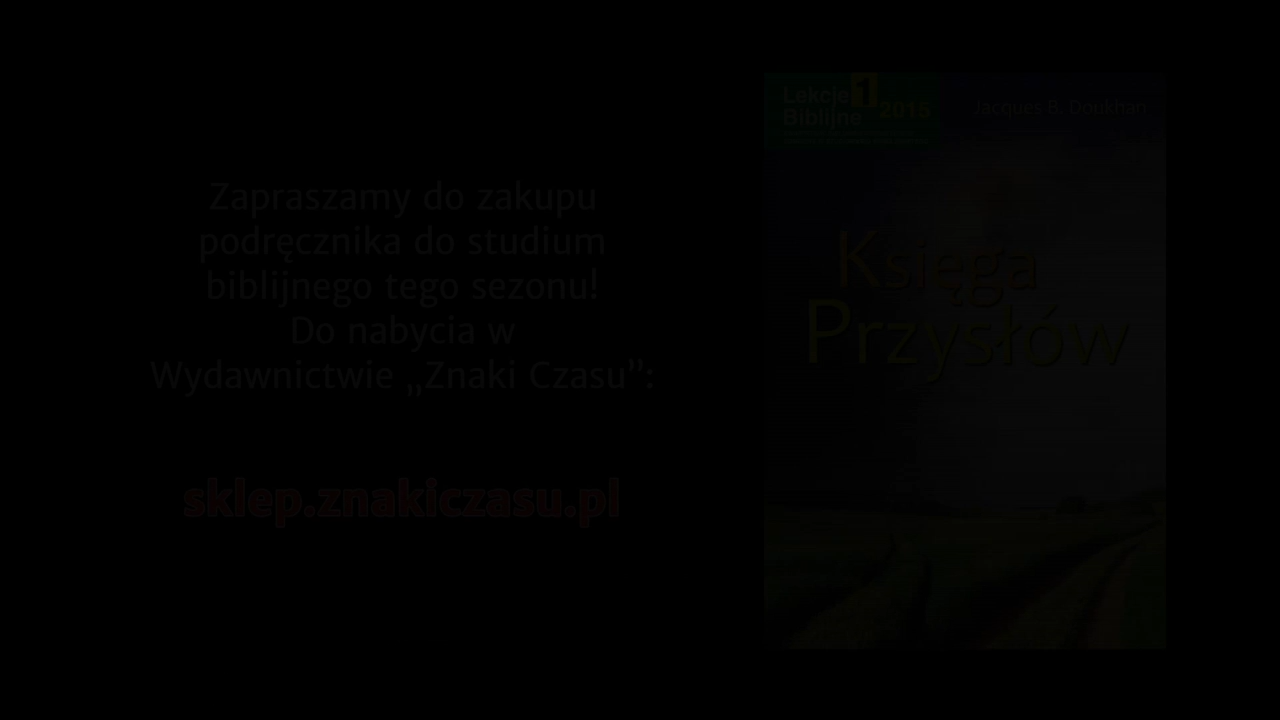 Zapraszamy do zakupu
podręcznika do studium
biblijnego tego sezonu!
Do nabycia w
Wydawnictwie „Znaki Czasu”:
sklep.znakiczasu.pl
Lekcje 1
Biblijne 2015
Jacques B. Doukhan
Księga
Przysłów